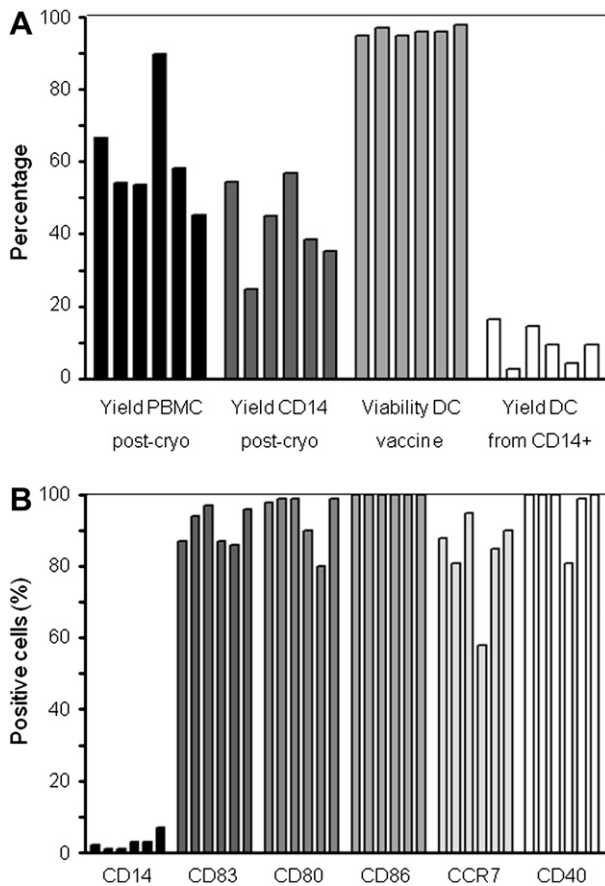 A
Percentage
100
80
60
40
20
0
Yield PBMC post-cryo
Yield CD14 post-cryo
Viability DC vaccine
Yield DC from CD14+
B
Positive cells (%)
100
80
60
40
20
0
CD14 CD83 CD80 CD86 CCR7 CD40